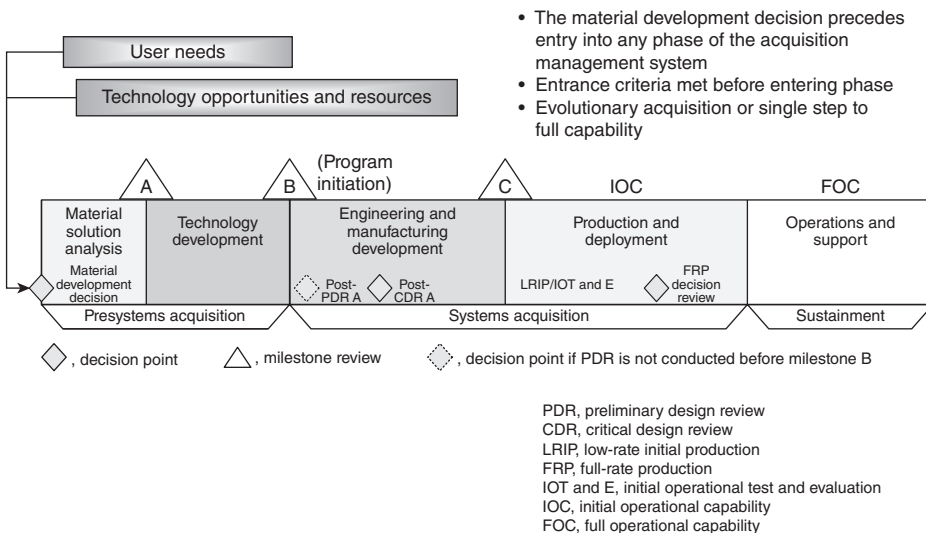 • The material development decision precedes
entry into any phase of the acquisition
management system
• Entrance criteria met before entering phase
• Evolutionary acquisition or single step to
full capability
User needs
Technology opportunities and resources
A
B
(Program
initiation)
C
IOC
FOC
Material
solution
analysis
Material
development
decision
Technology
development
Engineering and
manufacturing
development
Post-
PDR A
Post-
CDR A
Production and
deployment
LRIP/IOT and E
FRP
decision
review
Operations and
support
Presystems acquisition
Systems acquisition
Sustainment
, decision point
, milestone review
, decision point if PDR is not conducted before milestone B
PDR, preliminary design review
CDR, critical design review
LRIP, low-rate initial production
FRP, full-rate production
IOT and E, initial operational test and evaluation
IOC, initial operational capability
FOC, full operational capability